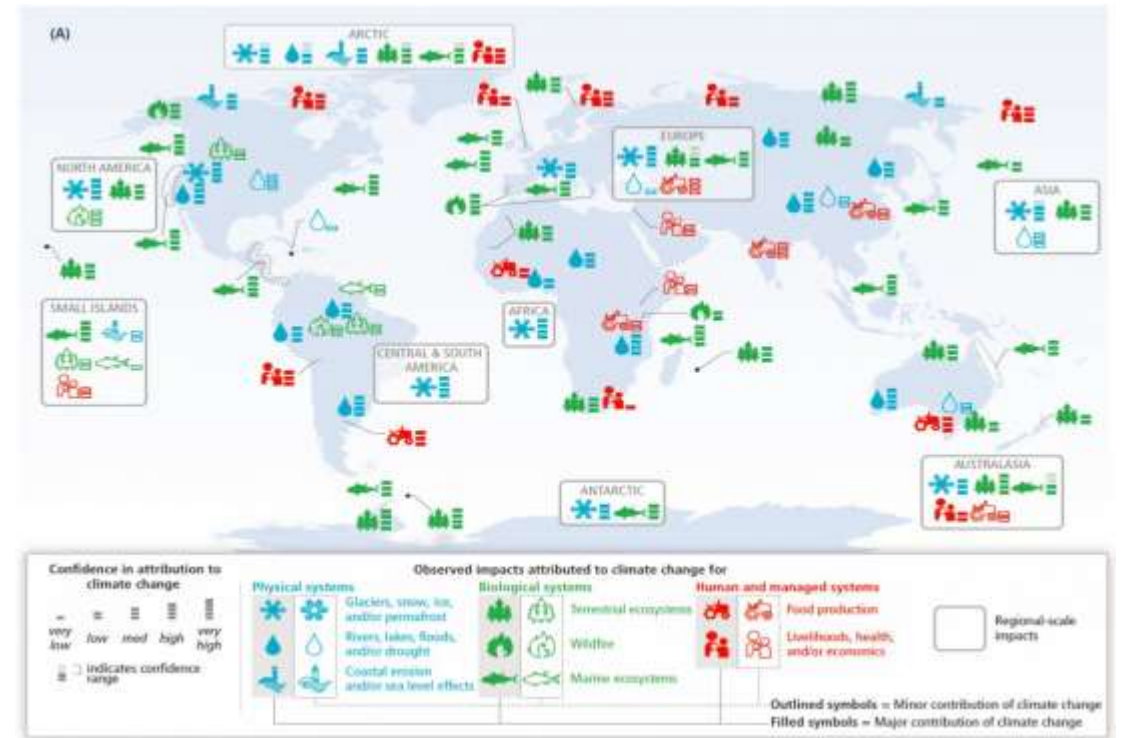 (A)
ARCTIC
EUROPE
NORTH AMERICA
ASIA
SMALL ISLANDS
AFRICA
CENTRAL & SOUTH
AMERICA
AUSTRALASIA
ANTARCTIC
Confidence in attribution to
climate change
very
low
low
med
high
very
high
indicates confidence
range
Observed impacts attributed to climate change for
Physical systems
Glaciers, snow, ice,
and/or permafrost
Rivers, lakes, floods,
and/or drought
Coastal erosion
and/or sea level effects
Biological systems
Terrestrial ecosystems
Wildfire
Marine ecosystems
Human and managed systems
Food production
Livelihoods, health,
and/or economics
Regional-scale
impacts
Outlined symbols = Minor contribution of climate change
Filled symbols = Major contribution of climate change